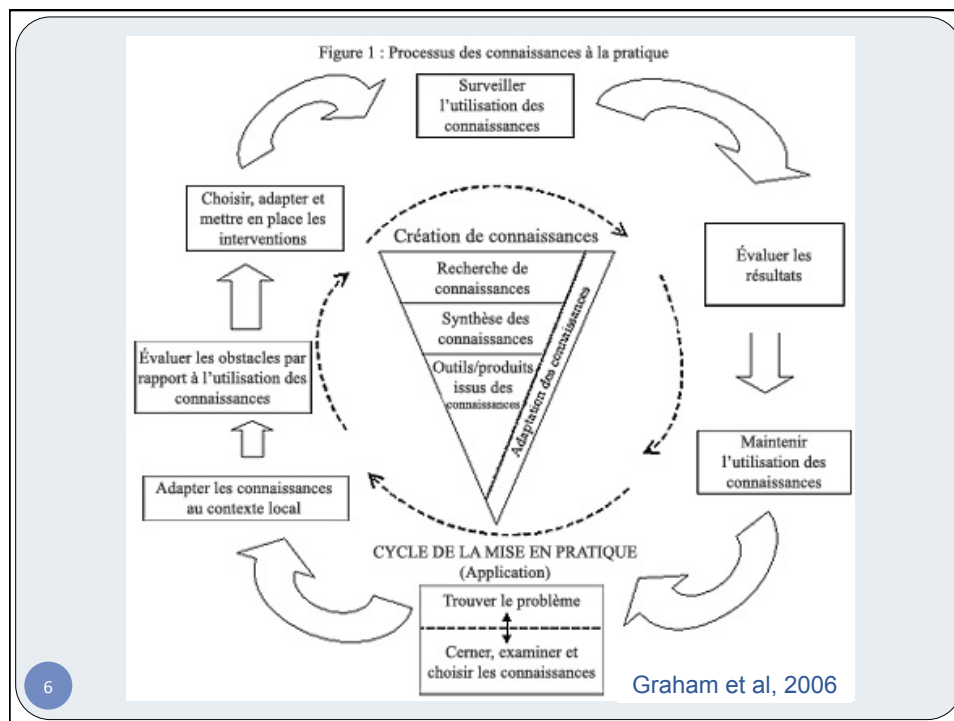 Figure 1 : Processus des connaissances à la pratique
Surveiller
l'utilisation des
connaissances
Choisir, adapter et
mettre en place les
interventions
Création de connaissances
Recherche de
connaissances
Synthèse des
connaissances
Outils/produits
issus des
connaissances
Adaptation des connaissances
Évaluer les
résultats
Évaluer les obstacles par
rapport à l'utilisation des
connaissances
Maintenir
l'utilisation des
connaissances
Adapter les connaissances
au contexte local
CYCLE DE LA MISE EN PRATIQUE
(Application)
Trouver le problème
Cerner, examiner et
choisir les connaissances
6
Graham et al, 2006